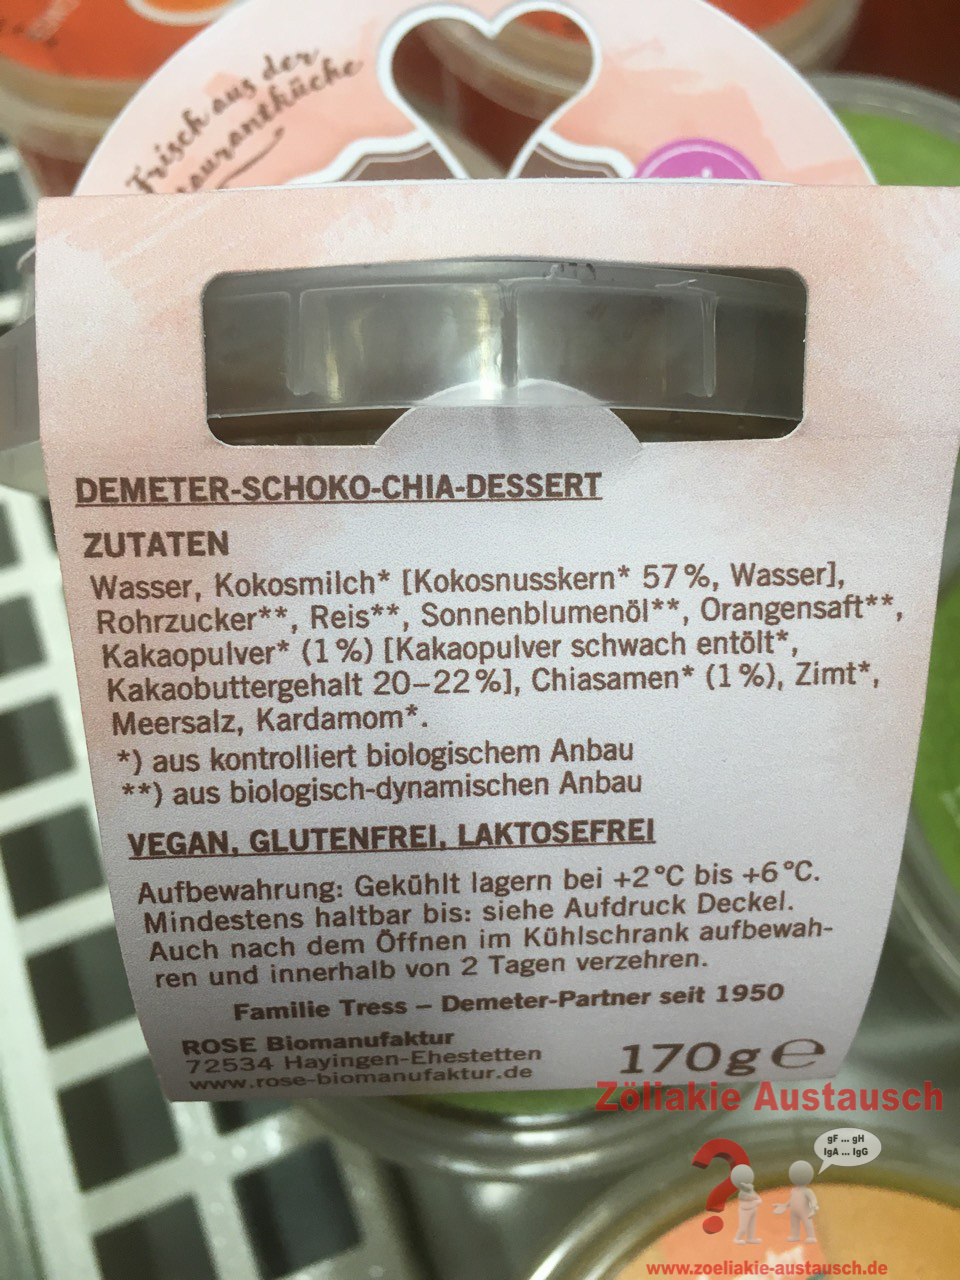 Frisch aus der
DEMETER-SCHOKO-CHIA-DESSERT
ZUTATEN
Wasser, Kokosmilch* [Kokosnusskern* 57%, Wasser],
Rohrzucker**, Reis**, Sonnenblumenöl**, Orangensaft**,
Kakaopulver* (1%) [Kakaopulver schwach entölt*,
Kakaobuttergehalt 20–22%], Chiasamen* (1%), Zimt*,
Meersalz, Kardamom*.
*) aus kontrolliert biologischem Anbau
**) aus biologisch-dynamischen Anbau
VEGAN, GLUTENFREI, LAKTOSEFREI
Aufbewahrung: Gekühlt lagern bei +2°C bis +6°C.
Mindestens haltbar bis: siehe Aufdruck Deckel.
Auch nach dem Öffnen im Kühlschrank aufbewah-
ren und innerhalb von 2 Tagen verzehren.
Familie Tress – Demeter-Partner seit 1950
ROSE Biomanufaktur
72534 Hayingen-Ehestetten
www.rose-biomanufaktur.de
170g e
Zöliakie Austausch
gF ... gH
IgA ... IgG
?
www.zoeliakie-austausch.de